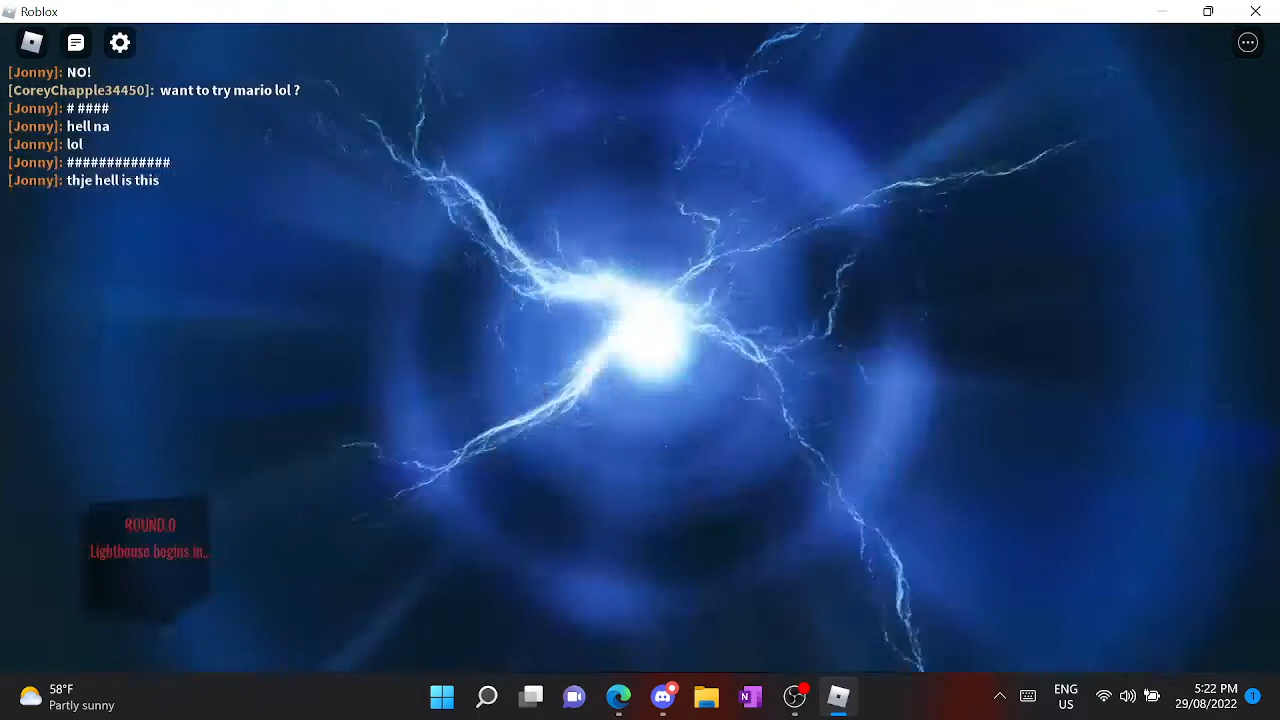 Roblox
[Jonny]: NO!
[CoreyChapple34450]: want to try mario lol ?
[Jonny]: # ####
[Jonny]: hell na
[Jonny]: lol
[Jonny]: #############
[Jonny]: thje hell is this
ROUND 0
Lighthouse begins in..
58°F
Partly sunny
N
ENG
US
5:22 PM
29/08/2022
1